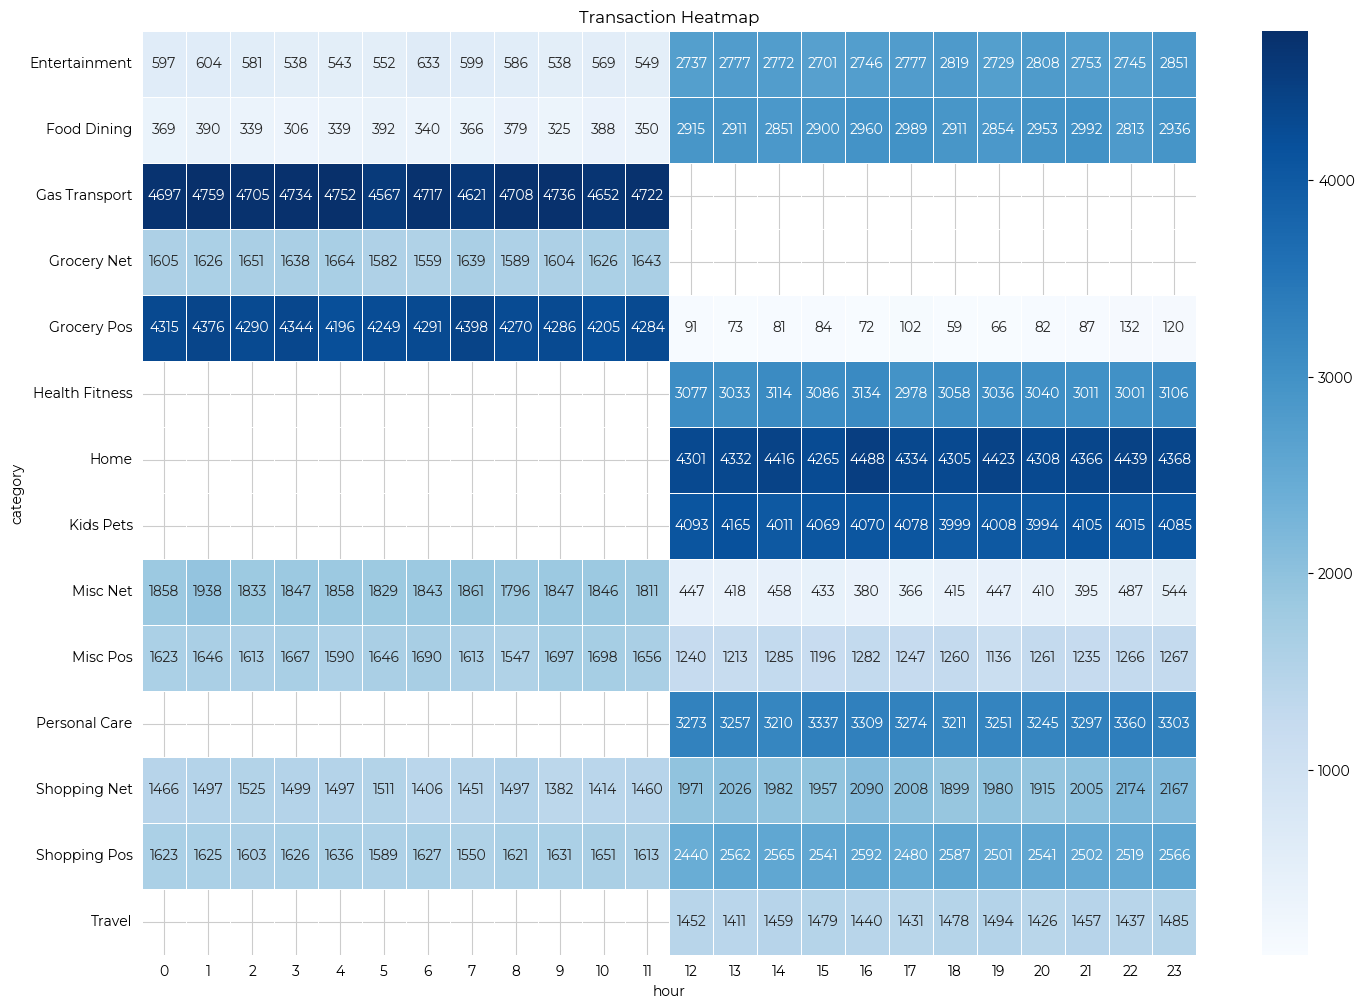 Transaction Heatmap
Entertainment 597 604 581 538 543 552 633 599 586 538 569 549 2737 2777 2772 2701 2746 2777 2819 2729 2808 2753 2745 2851
Food Dining 369 390 339 306 339 392 340 366 379 325 388 350 2915 2911 2851 2900 2960 2989 2911 2854 2953 2992 2813 2936
Gas Transport 4697 4759 4705 4734 4752 4567 4717 4621 4708 4736 4652 4722
4000
Grocery Net 1605 1626 1651 1638 1664 1582 1559 1639 1589 1604 1626 1643
Grocery Pos 4315 4376 4290 4344 4196 4249 4291 4398 4270 4286 4205 4284 91 73 81 84 72 102 59 66 82 87 132 120
3000
Health Fitness 3077 3033 3114 3086 3134 2978 3058 3036 3040 3011 3001 3106
Home 4301 4332 4416 4265 4488 4334 4305 4423 4308 4366 4439 4368
category
Kids Pets 4093 4165 4011 4069 4070 4078 3999 4008 3994 4105 4015 4085
2000
Misc Net 1858 1938 1833 1847 1858 1829 1843 1861 1796 1847 1846 1811 447 418 458 433 380 366 415 447 410 395 487 544
Misc Pos 1623 1646 1613 1667 1590 1646 1690 1613 1547 1697 1698 1656 1240 1213 1285 1196 1282 1247 1260 1136 1261 1235 1266 1267
Personal Care 3273 3257 3210 3337 3309 3274 3211 3251 3245 3297 3360 3303
1000
Shopping Net 1466 1497 1525 1499 1497 1511 1406 1451 1497 1382 1414 1460 1971 2026 1982 1957 2090 2008 1899 1980 1915 2005 2174 2167
Shopping Pos 1623 1625 1603 1626 1636 1589 1627 1550 1621 1631 1651 1613 2440 2562 2565 2541 2592 2480 2587 2501 2541 2502 2519 2566
Travel 1452 1411 1459 1479 1440 1431 1478 1494 1426 1457 1437 1485
0 1 2 3 4 5 6 7 8 9 10 11 12 13 14 15 16 17 18 19 20 21 22 23
hour